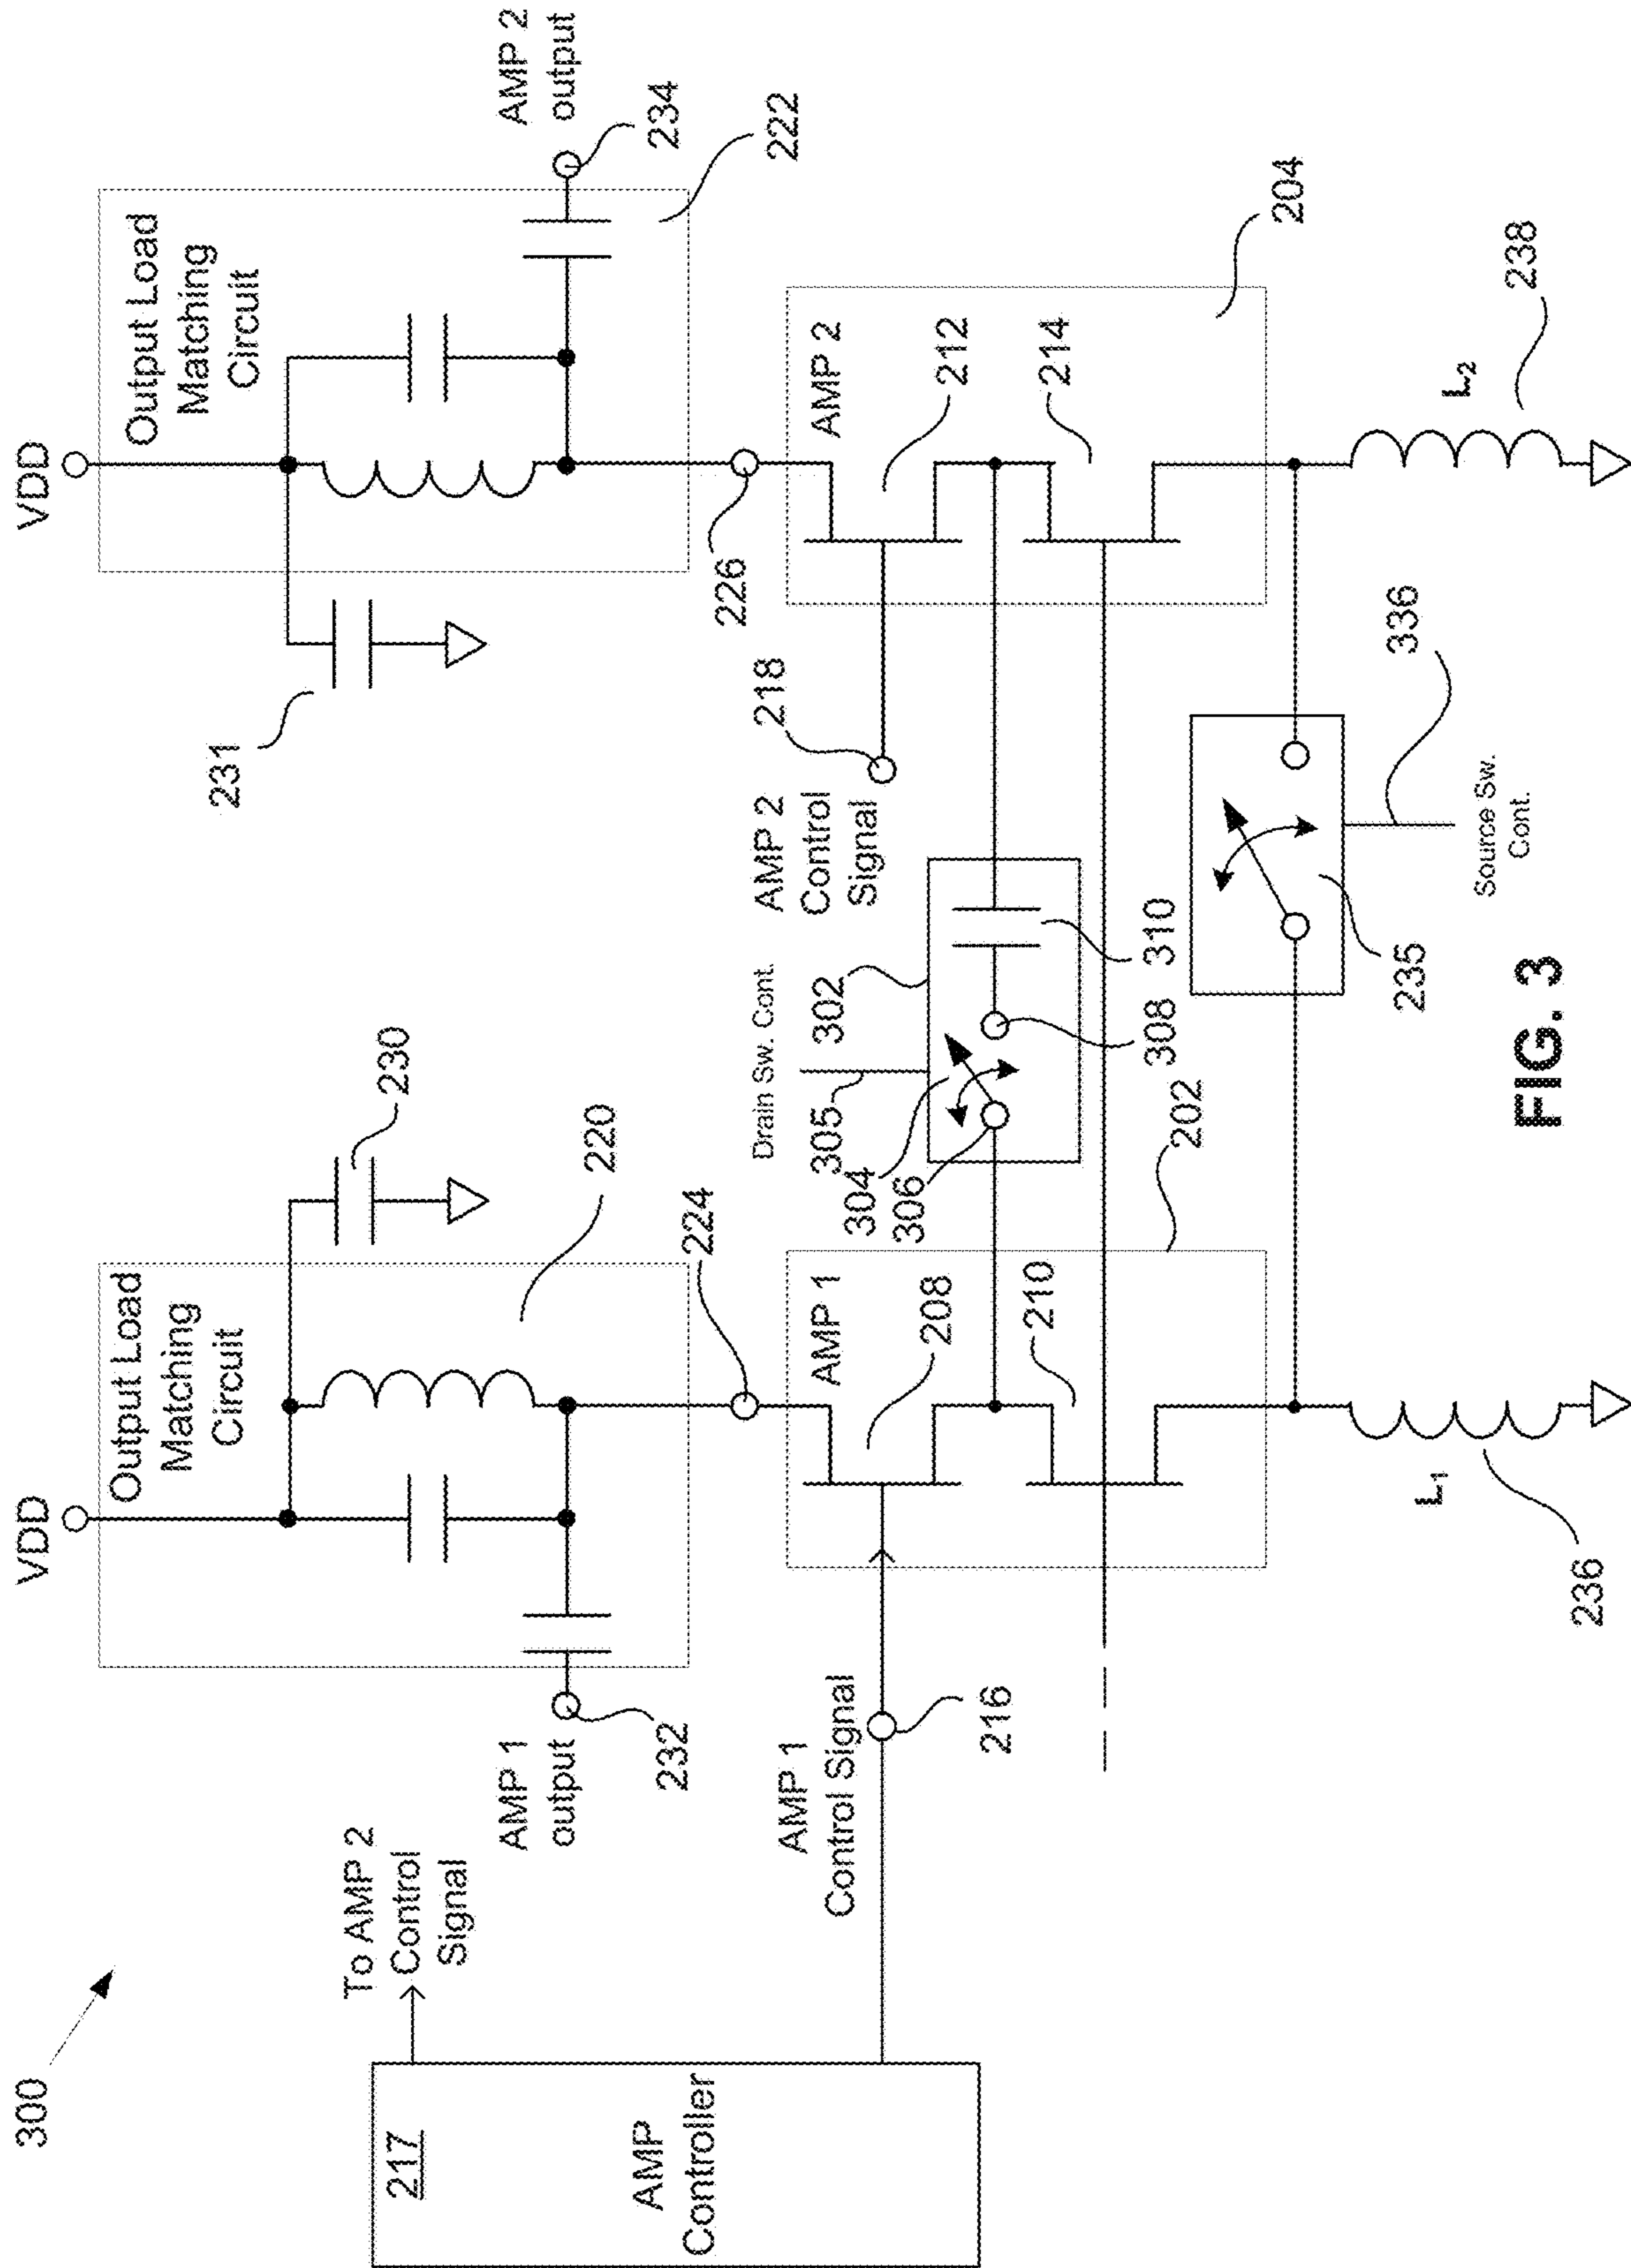 300
217
AMP
Controller
To AMP 2
Control
Signal
VDD
Output Load
Matching
Circuit
230
220
AMP 1
output
232
224
AMP 1
Control Signal
216
AMP 1
208
210
202
L1
236
VDD
Output Load
Matching
Circuit
231
AMP 2
output
234
222
226
218
AMP 2
Control
Signal
AMP 2
212
214
204
Drain Sw. Cont.
305
302
304
306
308
310
235
336
Source Sw.
Cont.
L2
238
FIG. 3